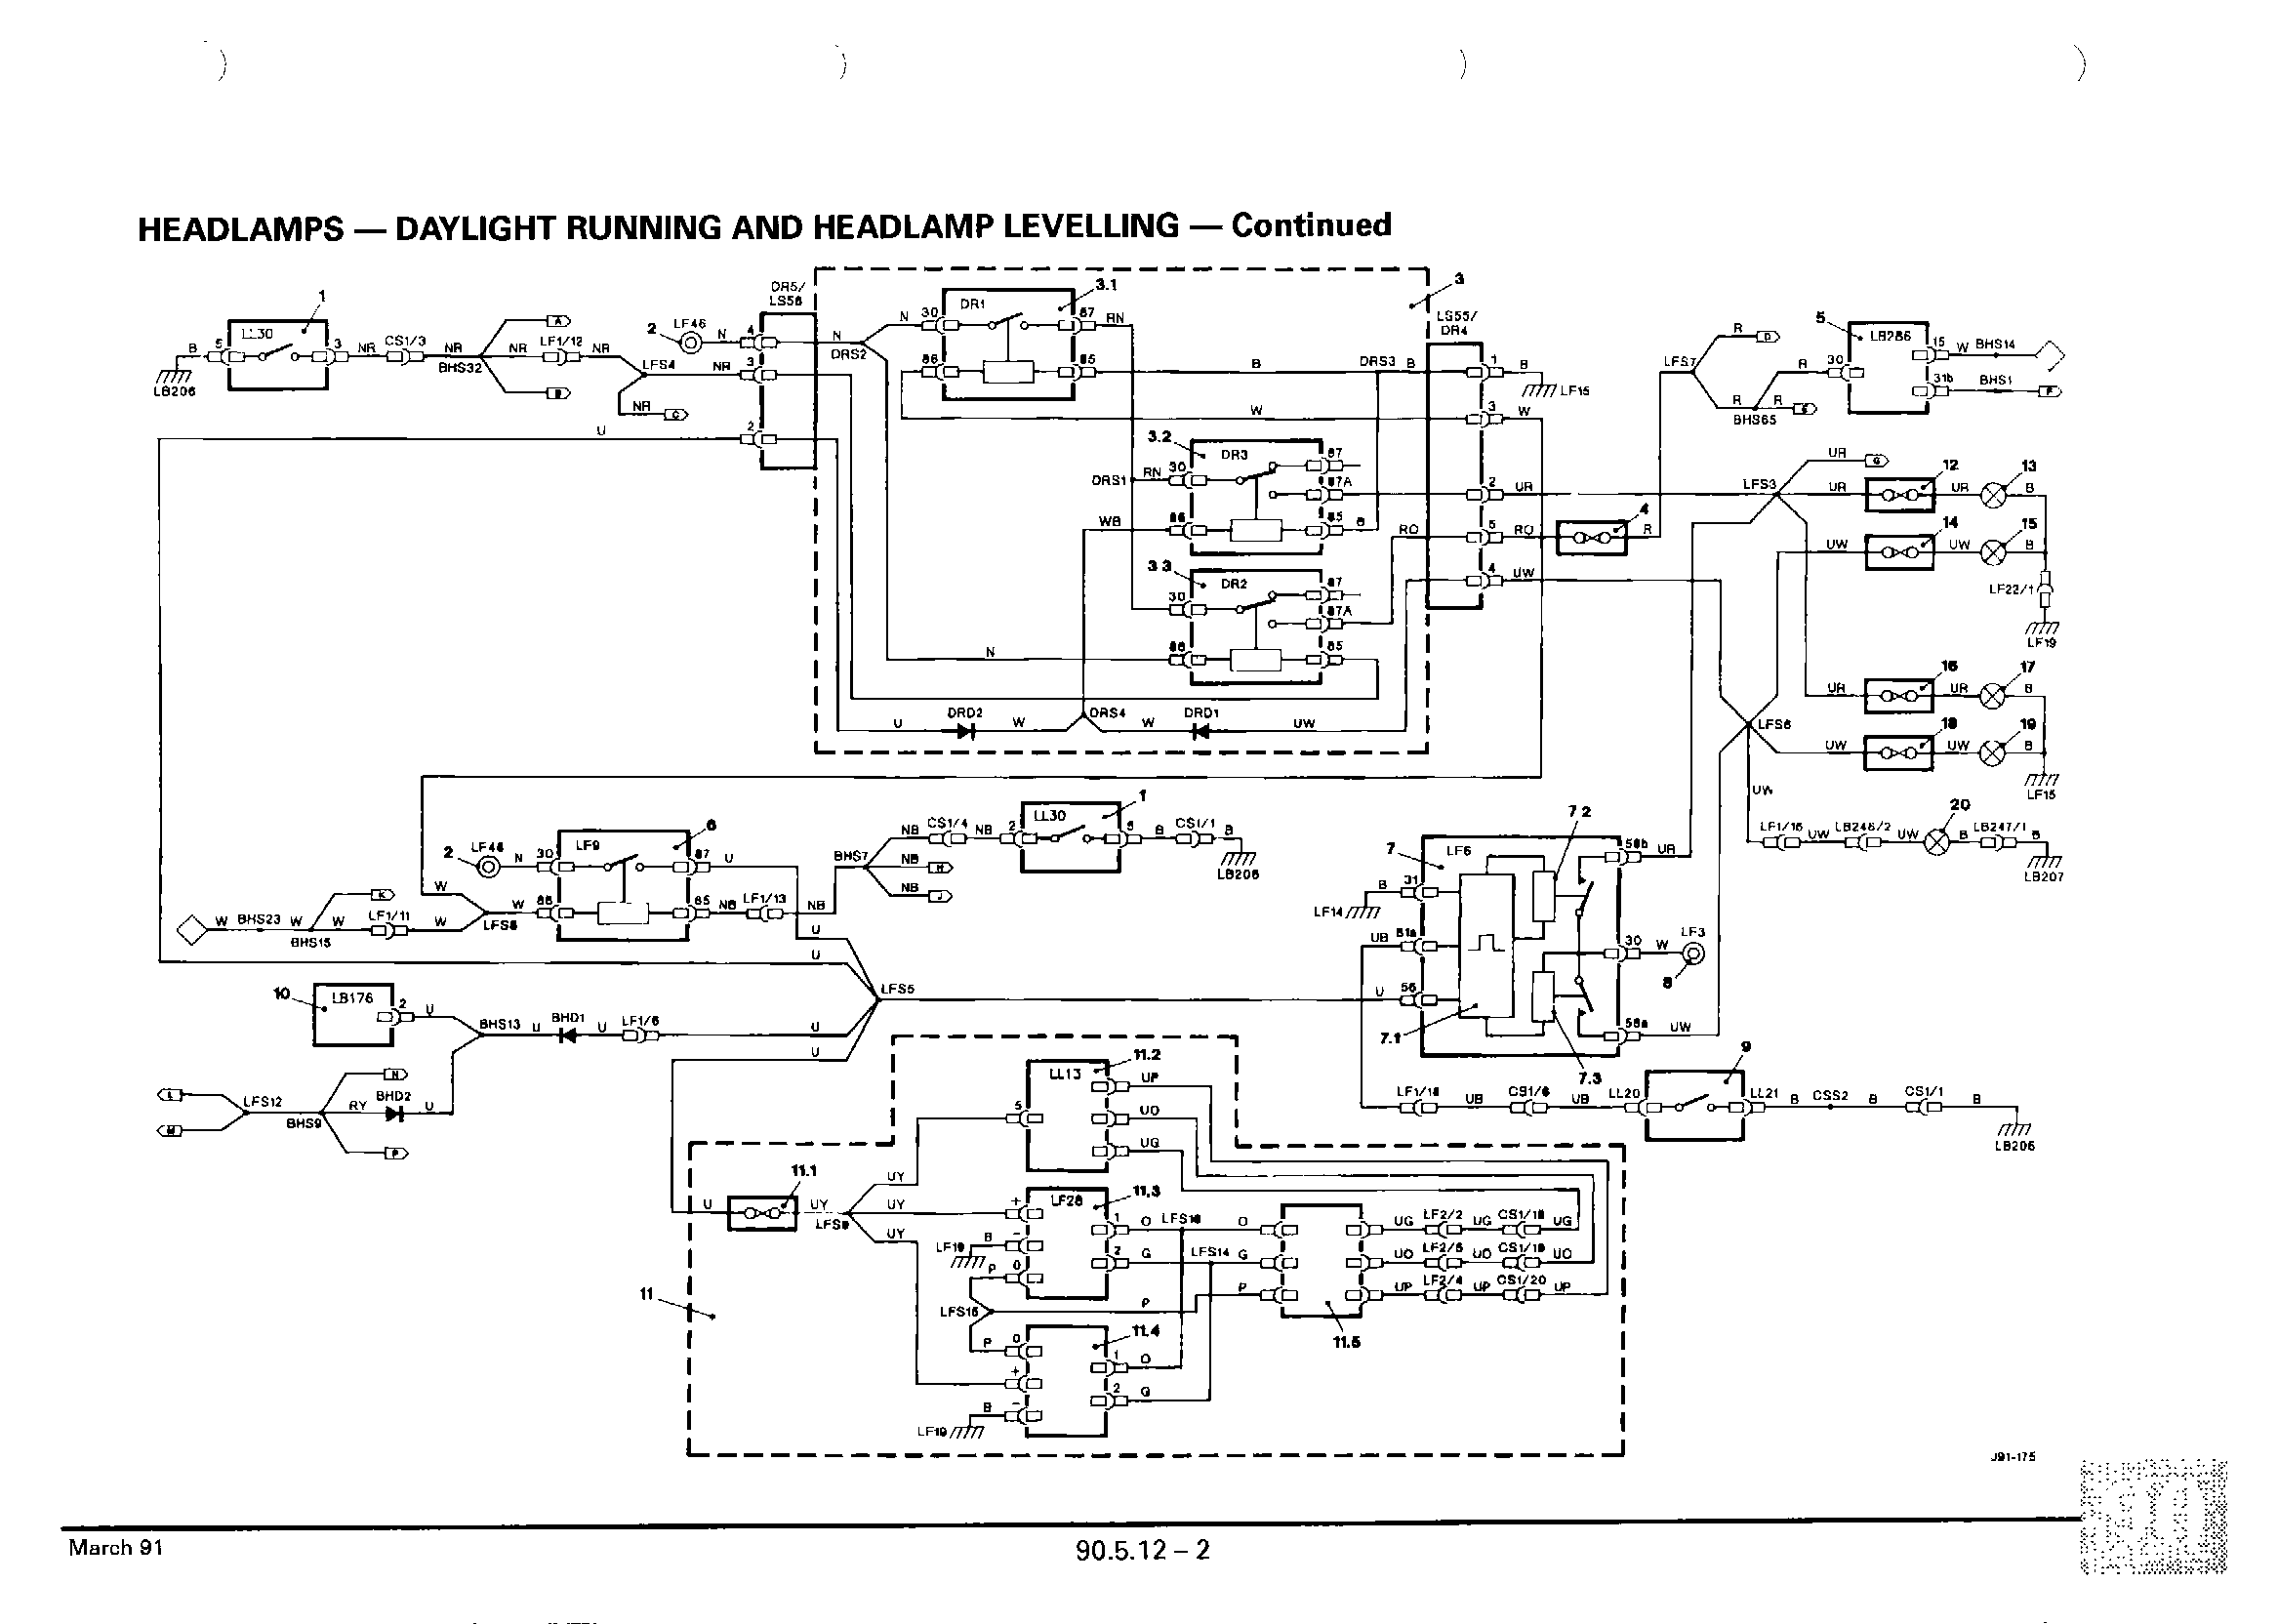 HEADLAMPS — DAYLIGHT RUNNING AND HEADLAMP LEVELLING — Continued
1
LL30
B 5 3 NR CS1/3 NR BHS32 NR LF1/12 NR LFS4 NR
LB206
A
B
NR C
2 LF46 N 4
DR5/
LS56
3
U 2
N DRS2 N 30 DR1 87 RN
3.1
3
86 85 B DRS3 B
LS55/
DR4
1 B LF15
W 3 W
3.2
DR3
DRS1 RN 30 87
87A 2 UR
WB 86 85 B
RO 5 RO 4 R
3.3
DR2
30 87
87A 4 UW
N 86 85
U DRD2 W DRS4 W DRD1 UW
LFS7 R D
R BHS65 R E
R 30
5
LB286
15 W BHS14
31b BHS1 F
LFS3 UR G
UR 12 UR 13 B
UW 14 UW 15 B
LF22/1
LF19
UR 16 UR 17 B
LFS6 UW 18 UW 19 B
LF15
UW
LF1/16 UW LB246/2 UW 20 B LB247/1 B
LB207
2 LF46 N 30 LF9 87 U
6
W
W BHS23 W BHS15 K
W LF1/11 W LFS8 W 86 85 NB LF1/13 NB
BHS7 NB CS1/4 NB 2 LL30 5 B CS1/1 B
1
LB206
NB H
NB J
U
U
LFS5 U
7
LF6
7.2
B 31
LF14
56b UR
UB 61a
30 W LF3
8
56
7.1
56a UW
7.3
10 LB176 2 U
BHS13 U BHD1 U LF1/6 U
U
L
M
LFS12 BHS9 N
RY BHD2 U
P
LF1/18 UB CS1/6 UB LL20 LL21 B CSS2 B CS1/1 B
9
LB206
11
U 11.1 UY LFS9
UY
UY
UY
5 LL13 11.2
UP
UO
UG
+ LF28 11.3
1 O LFS16 O
LF19 B –
2 G LFS14 G
P 0
LFS15 P P
P 0 11.4
1 O
+
2 G
LF19 B –
11.5
UG LF2/2 UG CS1/18 UG
UO LF2/6 UO CS1/19 UO
UP LF2/4 UP CS1/20 UP
J91-175
March 91
90.5.12 – 2